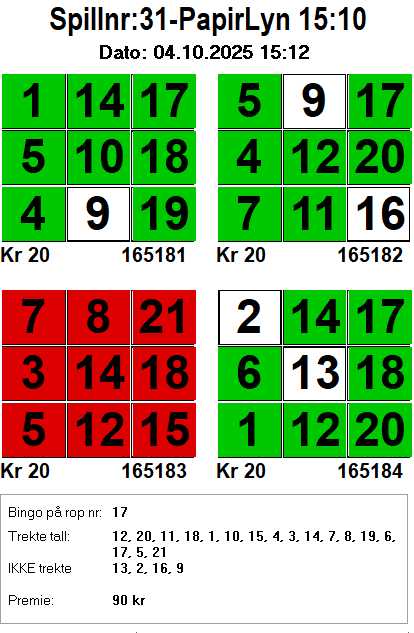 Spillnr:31-PapirLyn 15:10
Dato: 04.10.2025 15:12
1 14 17 5 9 17
5 10 18 4 12 20
4 9 19 7 11 16
Kr 20 165181 Kr 20 165182
7 8 21 2 14 17
3 14 18 6 13 18
5 12 15 1 12 20
Kr 20 165183 Kr 20 165184
Bingo på rop nr: 17
Trekte tall: 12, 20, 11, 18, 1, 10, 15, 4, 3, 14, 7, 8, 19, 6,
17, 5, 21
IKKE trekte 13, 2, 16, 9
Premie: 90 kr